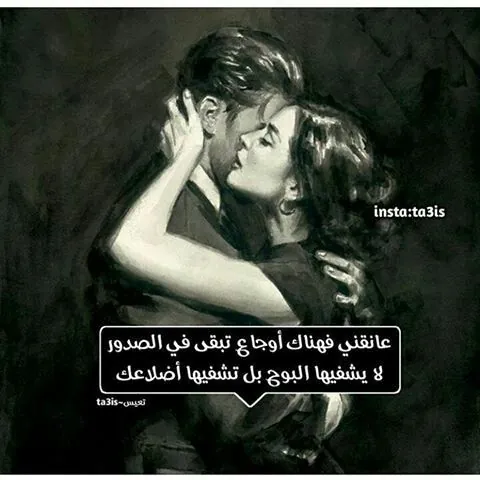 insta:ta3is
عانقني فهناك أوجاع تبقى في الصدور
لا يشفيها البوح بل تشفيها أضلاعك
تعيس~ta3is